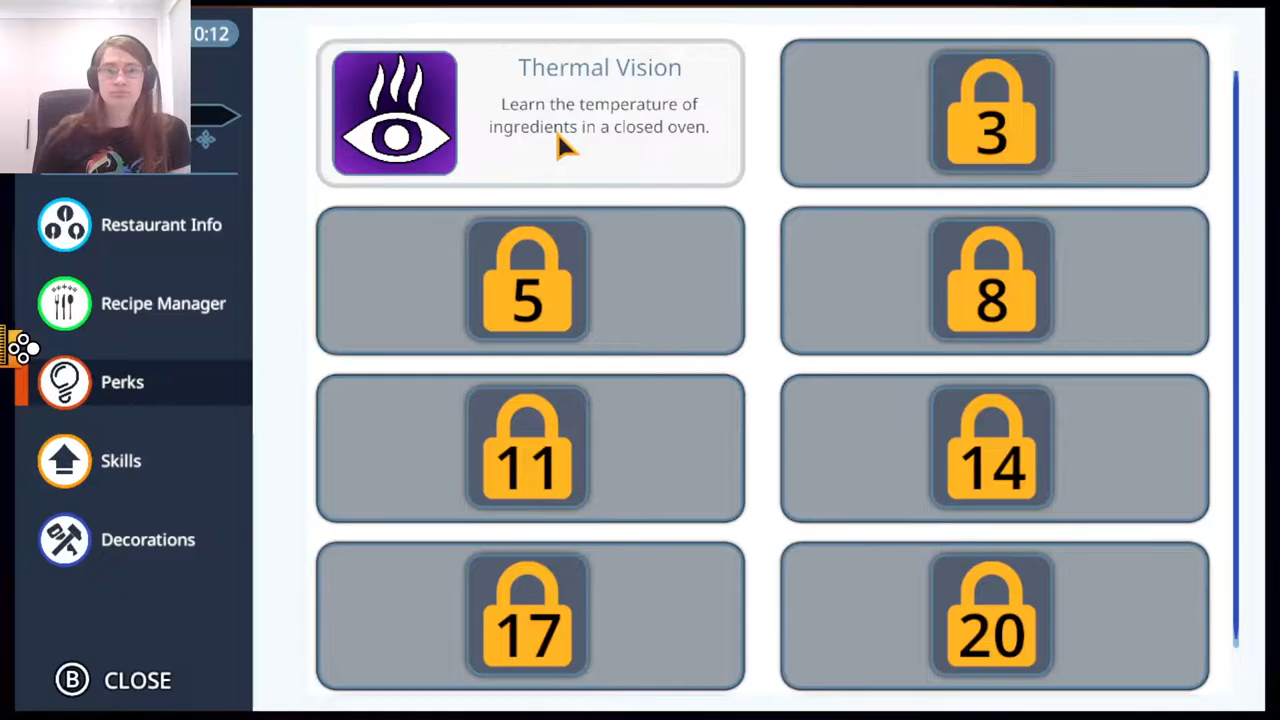 0:12
Restaurant Info
Recipe Manager
Perks
Skills
Decorations
B CLOSE
Thermal Vision
Learn the temperature of
ingredients in a closed oven.
3
5
8
11
14
17
20